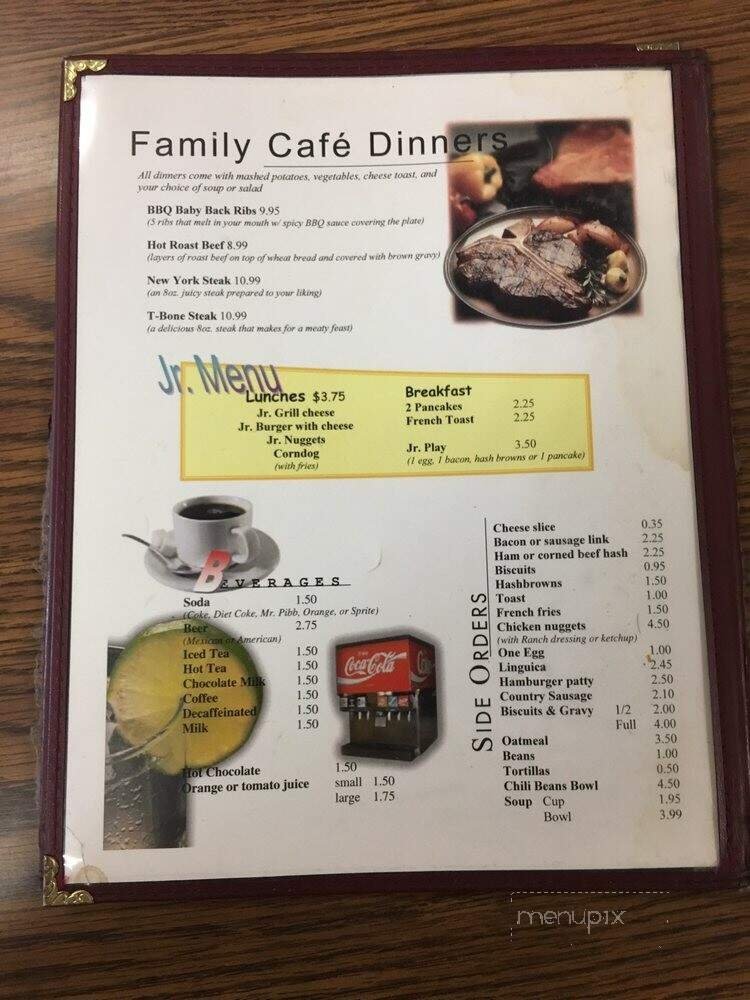 Family Café Dinners
All dinners come with mashed potatoes, vegetables, cheese toast, and
your choice of soup or salad
BBQ Baby Back Ribs 9.95
(5 ribs that melt in your mouth w/ spicy BBQ sauce covering the plate)
Hot Roast Beef 8.99
(layers of roast beef on top of wheat bread and covered with brown gravy)
New York Steak 10.99
(an 8oz. juicy steak prepared to your liking)
T-Bone Steak 10.99
(a delicious 8oz. steak that makes for a meaty feast)
Jr. Menu
Lunches $3.75
Jr. Grill cheese
Jr. Burger with cheese
Jr. Nuggets
Corndog
(with fries)
Breakfast
2 Pancakes 2.25
French Toast 2.25
Jr. Play 3.50
(1 egg, 1 bacon, hash browns or 1 pancake)
BEVERAGES
Soda 1.50
(Coke, Diet Coke, Mr. Pibb, Orange, or Sprite)
Beer 2.75
(Mexican or American)
Iced Tea 1.50
Hot Tea 1.50
Chocolate Milk 1.50
Coffee 1.50
Decaffeinated 1.50
Milk 1.50
Hot Chocolate 1.50
Orange or tomato juice small 1.50
large 1.75
Coca-Cola
SIDE ORDERS
Cheese slice 0.35
Bacon or sausage link 2.25
Ham or corned beef hash 2.25
Biscuits 0.95
Hashbrowns 1.50
Toast 1.00
French fries 1.50
Chicken nuggets 4.50
(with Ranch dressing or ketchup)
One Egg 1.00
Linguica 2.45
Hamburger patty 2.50
Country Sausage 2.10
Biscuits & Gravy 1/2 2.00
Full 4.00
Oatmeal 3.50
Beans 1.00
Tortillas 0.50
Chili Beans Bowl 4.50
Soup Cup 1.95
Bowl 3.99
menupix